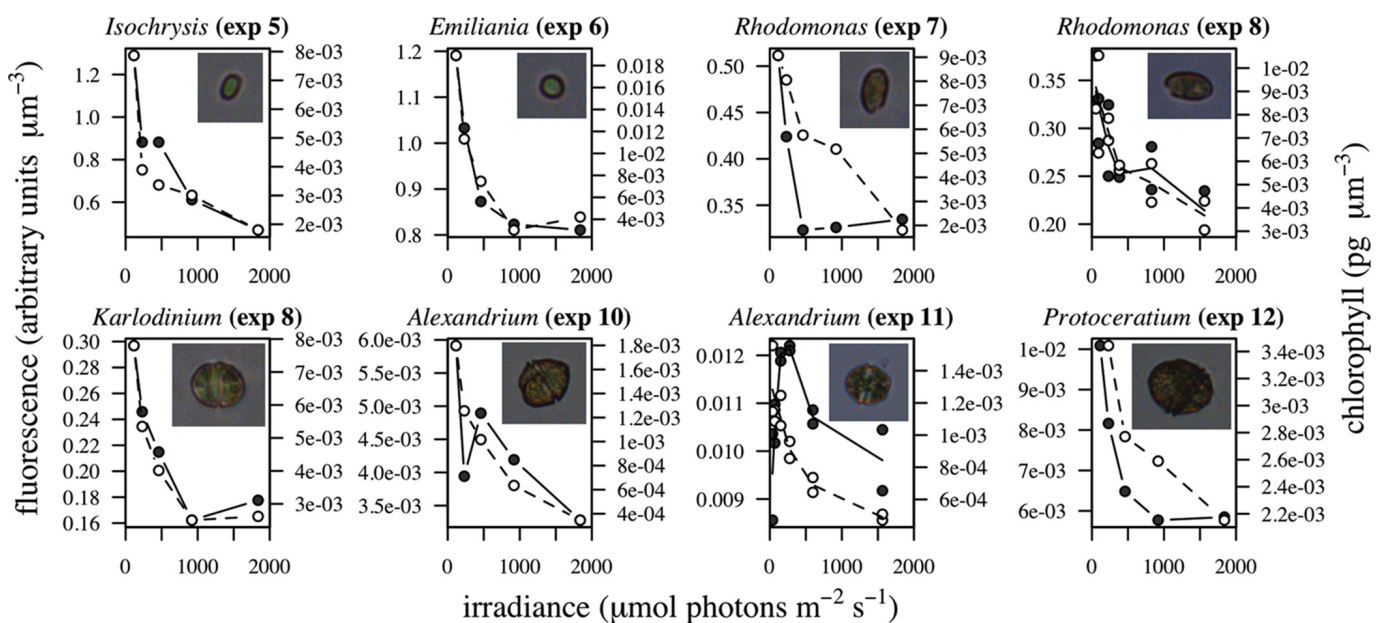 Isochrysis (exp 5)
Emiliania (exp 6)
Rhodomonas (exp 7)
Rhodomonas (exp 8)
fluorescence (arbitrary units µm⁻³)
1.2
1.0
0.8
0.6
8e-03
7e-03
6e-03
5e-03
4e-03
3e-03
2e-03
0 1000 2000
1.2
1.1
1.0
0.9
0.8
0.018
0.016
0.014
0.012
1e-02
8e-03
6e-03
4e-03
0 1000 2000
0.50
0.45
0.40
0.35
9e-03
8e-03
7e-03
6e-03
5e-03
4e-03
3e-03
2e-03
0 1000 2000
0.35
0.30
0.25
0.20
1e-02
9e-03
8e-03
7e-03
6e-03
5e-03
4e-03
3e-03
0 1000 2000
chlorophyll (pg µm⁻³)
Karlodinium (exp 8)
Alexandrium (exp 10)
Alexandrium (exp 11)
Protoceratium (exp 12)
0.30
0.28
0.26
0.24
0.22
0.20
0.18
0.16
8e-03
7e-03
6e-03
5e-03
4e-03
3e-03
0 1000 2000
6.0e-03
5.5e-03
5.0e-03
4.5e-03
4.0e-03
3.5e-03
1.8e-03
1.6e-03
1.4e-03
1.2e-03
1e-03
8e-04
6e-04
4e-04
0 1000 2000
0.012
0.011
0.010
0.009
1.4e-03
1.2e-03
1e-03
8e-04
6e-04
0 1000 2000
1e-02
9e-03
8e-03
7e-03
6e-03
3.4e-03
3.2e-03
3e-03
2.8e-03
2.6e-03
2.4e-03
2.2e-03
0 1000 2000
irradiance (µmol photons m⁻² s⁻¹)